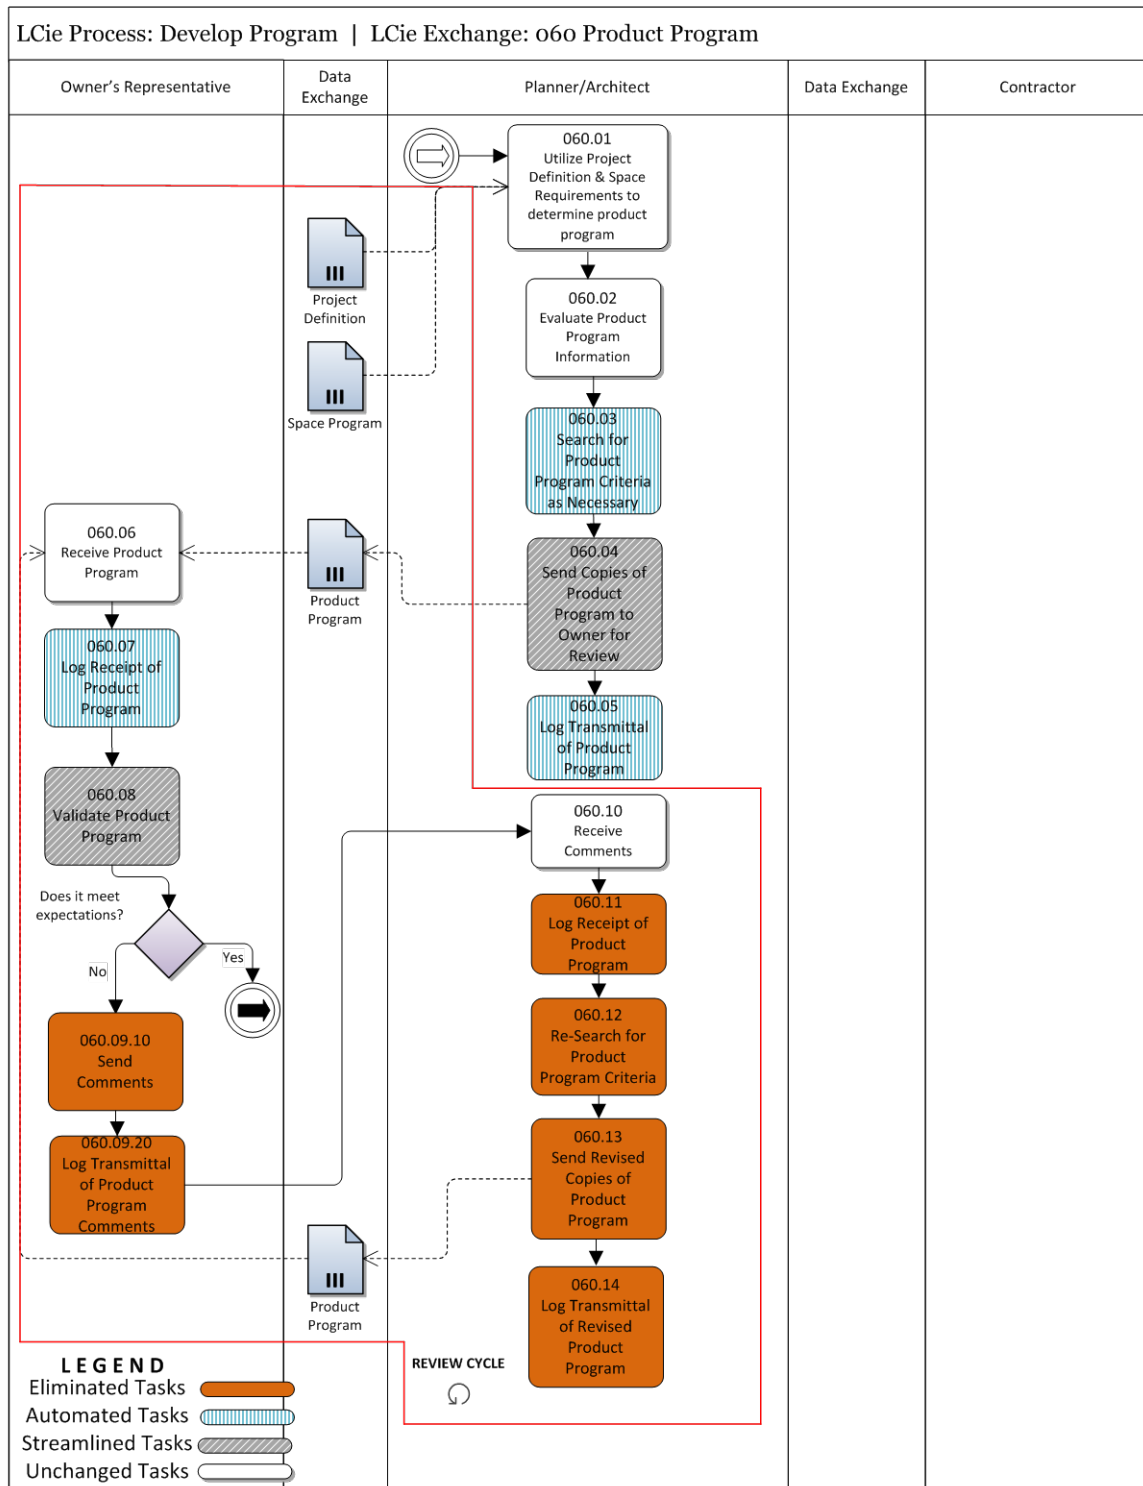 LCie Process: Develop Program | LCie Exchange: 060 Product Program
Owner's Representative
Data
Exchange
Planner/Architect
Data Exchange
Contractor
060.01
Utilize Project
Definition & Space
Requirements to
determine product
program
Project
Definition
060.02
Evaluate Product
Program
Information
Space Program
060.03
Search for
Product
Program Criteria
as Necessary
060.06
Receive Product
Program
Product
Program
060.04
Send Copies of
Product
Program to
Owner for
Review
060.07
Log Receipt of
Product
Program
060.05
Log Transmittal
of Product
Program
060.08
Validate Product
Program
060.10
Receive
Comments
Does it meet
expectations?
No
Yes
060.11
Log Receipt of
Product
Program
060.09.10
Send
Comments
060.12
Re-Search for
Product
Program Criteria
060.09.20
Log Transmittal
of Product
Program
Comments
060.13
Send Revised
Copies of
Product
Program
Product
Program
060.14
Log Transmittal
of Revised
Product
Program
REVIEW CYCLE
LEGEND
Eliminated Tasks
Automated Tasks
Streamlined Tasks
Unchanged Tasks